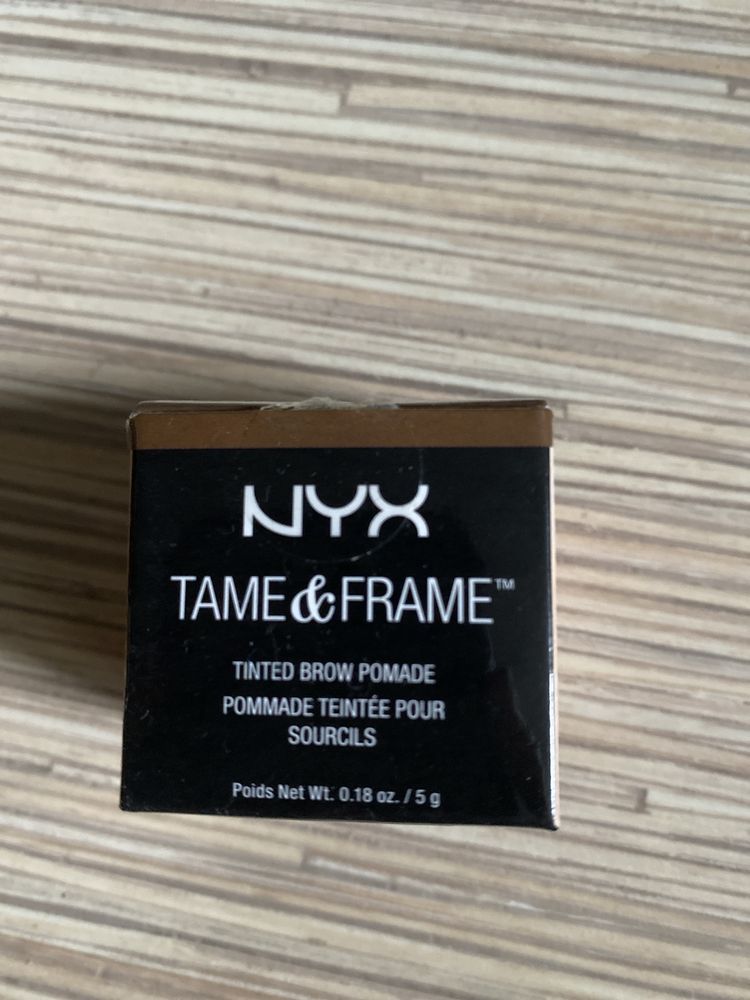 NYX
TAME & FRAME™
TINTED BROW POMADE
POMMADE TEINTÉE POUR
SOURCILS
Poids Net Wt. 0.18 oz. / 5 g